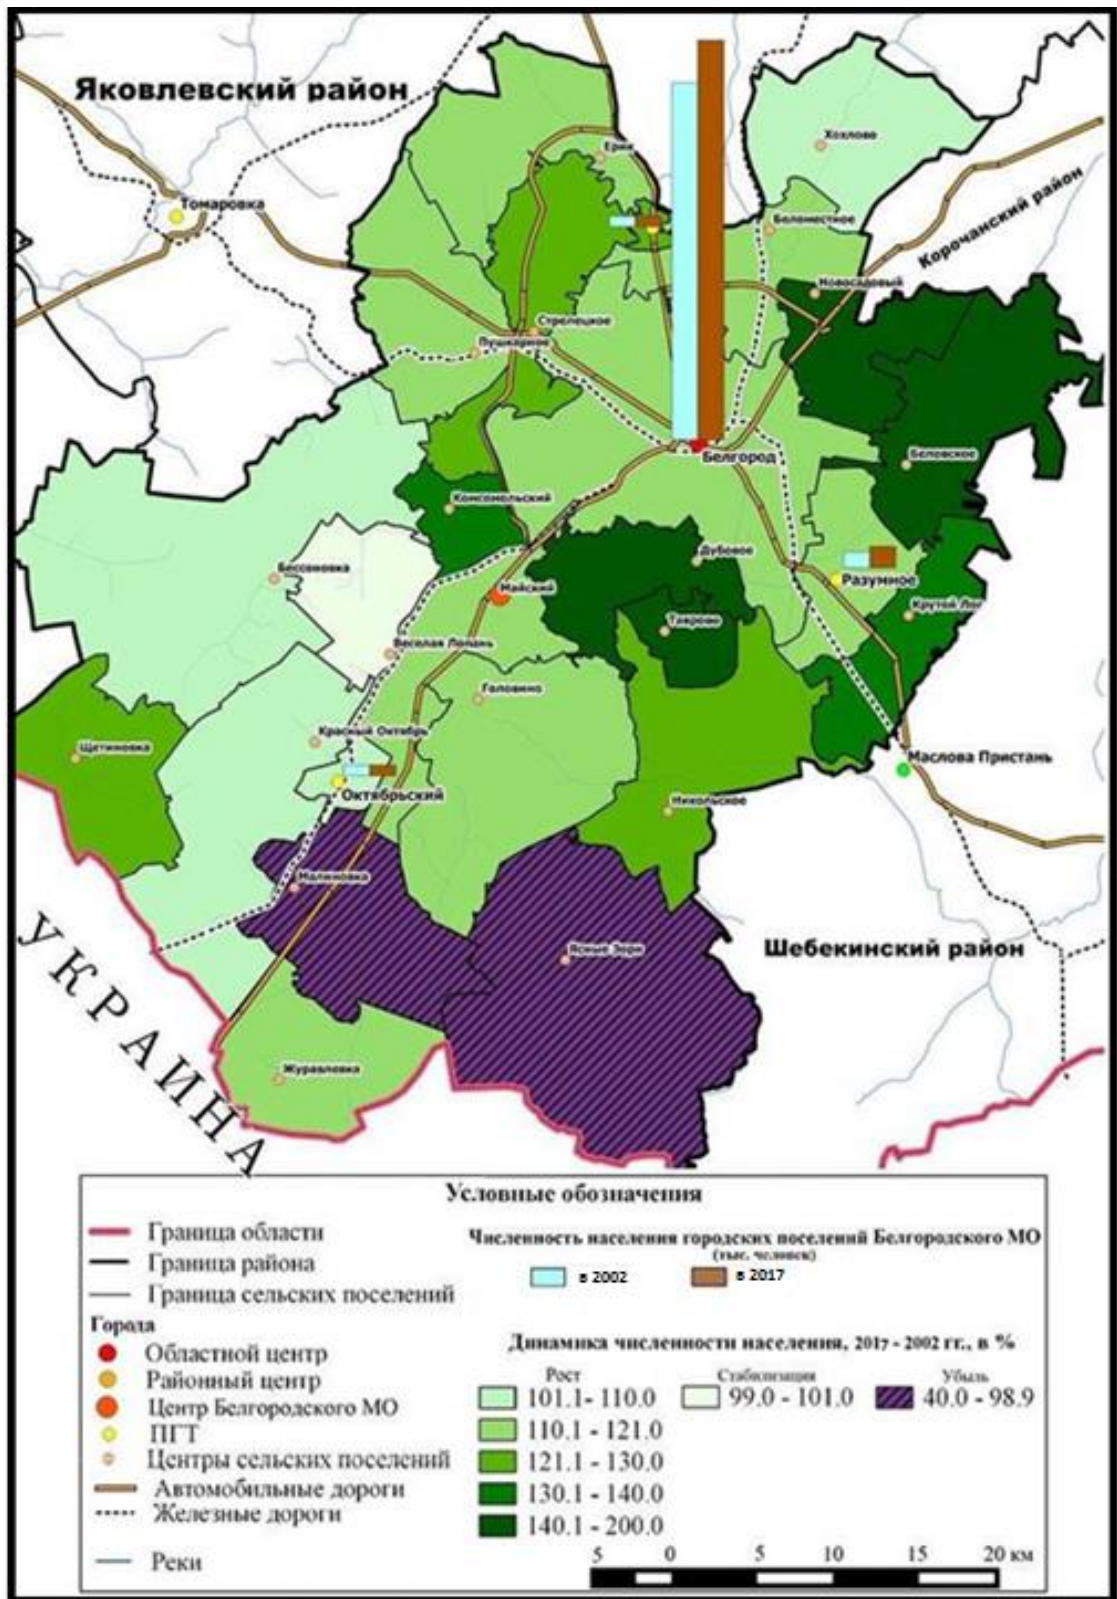 Яковлевский район
Хохлово
Ерик
Корочанский район
Томаровка
Беломестное
Новосадовый
Стрелецкое
Пушкарное
Белгород
Беловское
Комсомольский
Дубовое
Бессоновка
Разумное
Майский
Крутой Лог
Таврово
Веселая Лопань
Головино
Красный Октябрь
Щетиновка
Маслова Пристань
Октябрьский
Никольское
Малиновка
УКРАИНА
Шебекинский район
Ясные Зори
Журавловка
Условные обозначения
Граница области
Граница района
Граница сельских поселений
Города
Областной центр
Районный центр
Центр Белгородского МО
ПГТ
Центры сельских поселений
Автомобильные дороги
Железные дороги
Реки
Численность населения городских поселений Белгородского МО
(тыс. человек)
в 2002
в 2017
Динамика численности населения, 2017 - 2002 гг., в %
Рост
Стабилизация
Убыль
101.1- 110.0
99.0 - 101.0
40.0 - 98.9
110.1 - 121.0
121.1 - 130.0
130.1 - 140.0
140.1 - 200.0
5 0 5 10 15 20 км